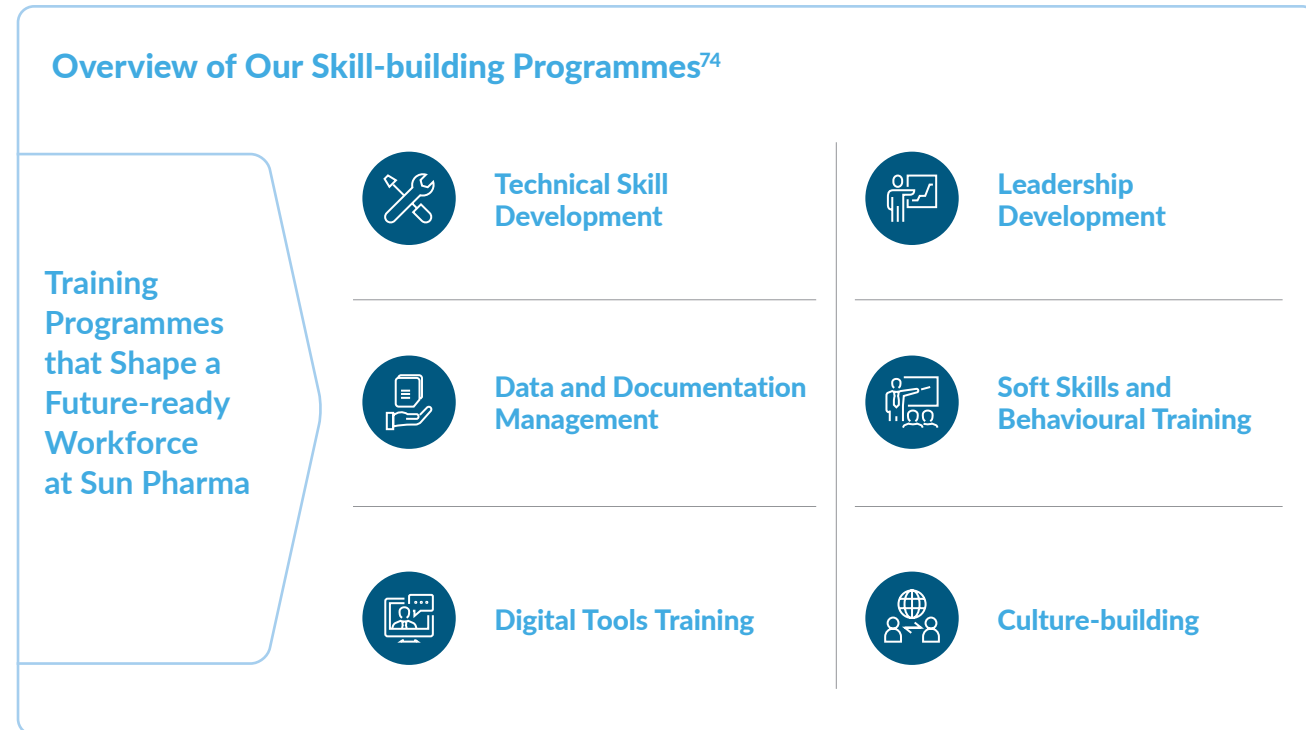 Overview of Our Skill-building Programmes74
Training
Programmes
that Shape a
Future-ready
Workforce
at Sun Pharma
Technical Skill
Development
Leadership
Development
Data and Documentation
Management
Soft Skills and
Behavioural Training
Digital Tools Training
Culture-building